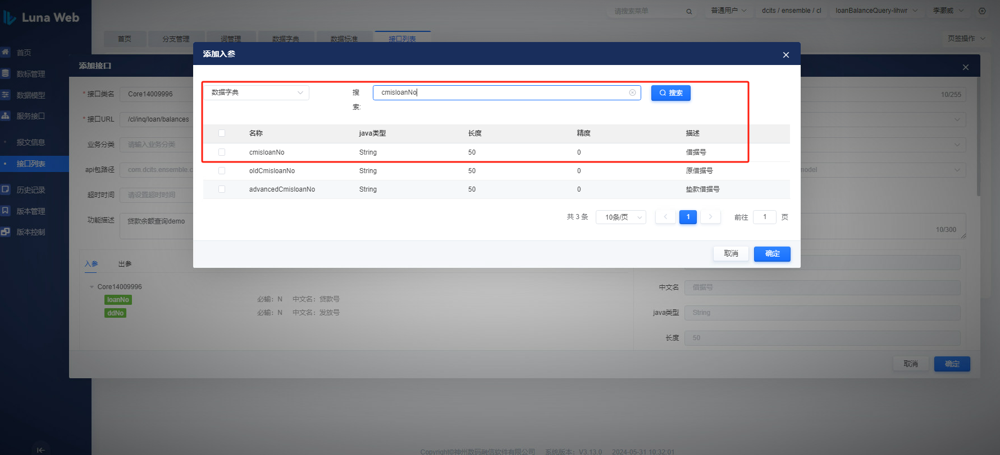 Luna Web
请搜索菜单
普通用户
dcits / ensemble / cl
loanBalanceQuery-lihwr
李灏威
首页
分支管理
词管理
数据字典
数据标准
接口列表
页签操作
首页
数标管理
数据模型
服务接口
报文信息
接口列表
历史记录
版本管理
版本控制
添加接口
* 接口类名 Core14009996
10/255
* 接口URL /cl/inq/loan/balances
业务分类 请输入业务分类
api包路径 com.dcits.ensemble.c
model
超时时间 请设置超时时间
功能描述 贷款余额查询demo
10/300
添加入参
数据字典
搜索:
cmisloanNo
搜索
名称 java类型 长度 精度 描述
cmisloanNo String 50 0 借据号
oldCmisloanNo String 50 0 原借据号
advancedCmisloanNo String 50 0 垫款借据号
共 3 条 10条/页 1 前往 1 页
取消 确定
入参 出参
Core14009996
loanNo 必输: N 中文名: 贷款号
ddNo 必输: N 中文名: 发放号
中文名 借据号
java类型 String
长度 50
取消 确定
Copyright©神州数码融信软件有限公司 系统版本: V3.13.0 2024-05-31 10:32:01